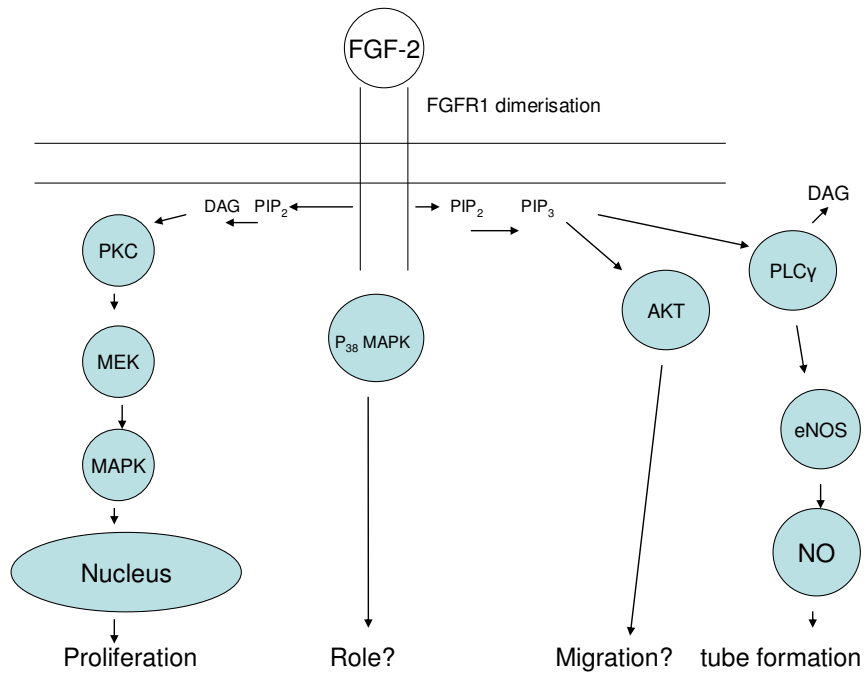 FGF-2
FGFR1 dimerisation
DAG PIP₂
PIP₂ PIP₃
DAG
PKC
PLCγ
AKT
P₃₈ MAPK
MEK
eNOS
MAPK
NO
Nucleus
Proliferation
Role?
Migration?
tube formation